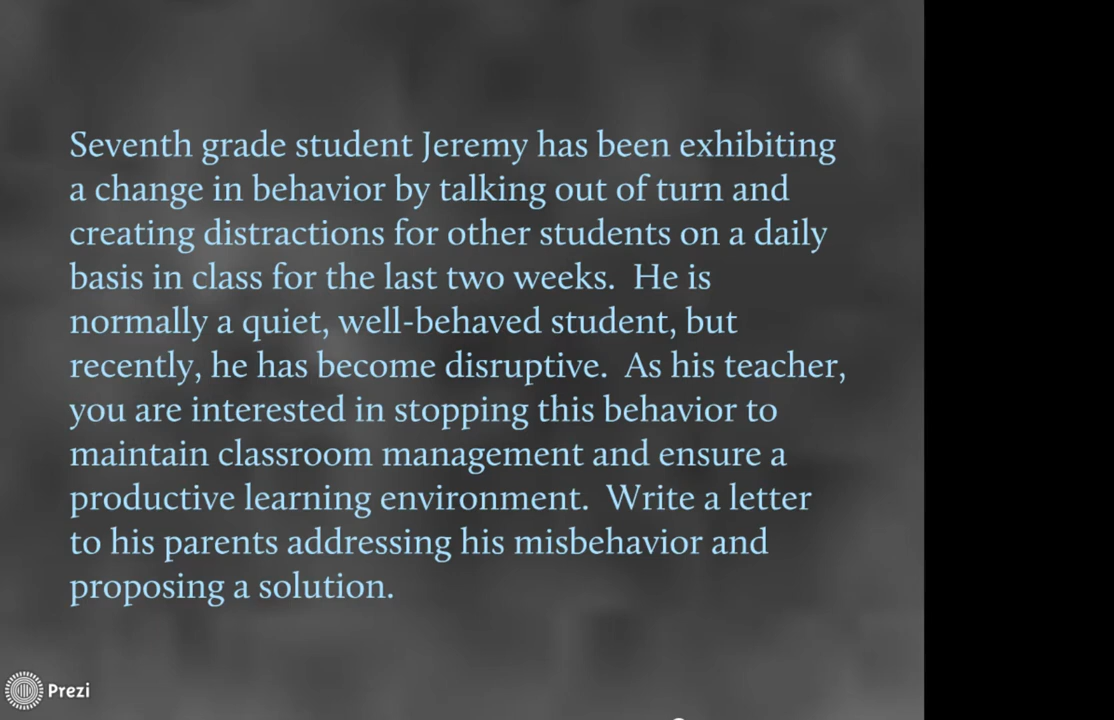 Seventh grade student Jeremy has been exhibiting
a change in behavior by talking out of turn and
creating distractions for other students on a daily
basis in class for the last two weeks.  He is
normally a quiet, well-behaved student, but
recently, he has become disruptive.  As his teacher,
you are interested in stopping this behavior to
maintain classroom management and ensure a
productive learning environment.  Write a letter
to his parents addressing his misbehavior and
proposing a solution.
Prezi